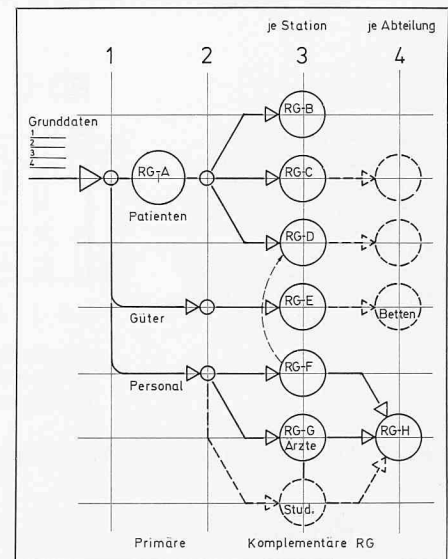 je Station je Abteilung
1 2 3 4
RG-B
Grunddaten
1
2
3
4
RG-A RG-C
Patienten
RG-D
RG-E
Güter Betten
Personal RG-F
RG-G RG-H
Ärzte
Stud.
Primäre Komplementäre RG